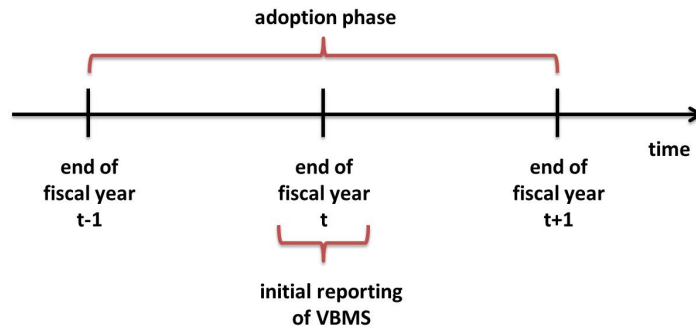 adoption phase
time
end of
fiscal year
t-1
end of
fiscal year
t
end of
fiscal year
t+1
initial reporting
of VBMS